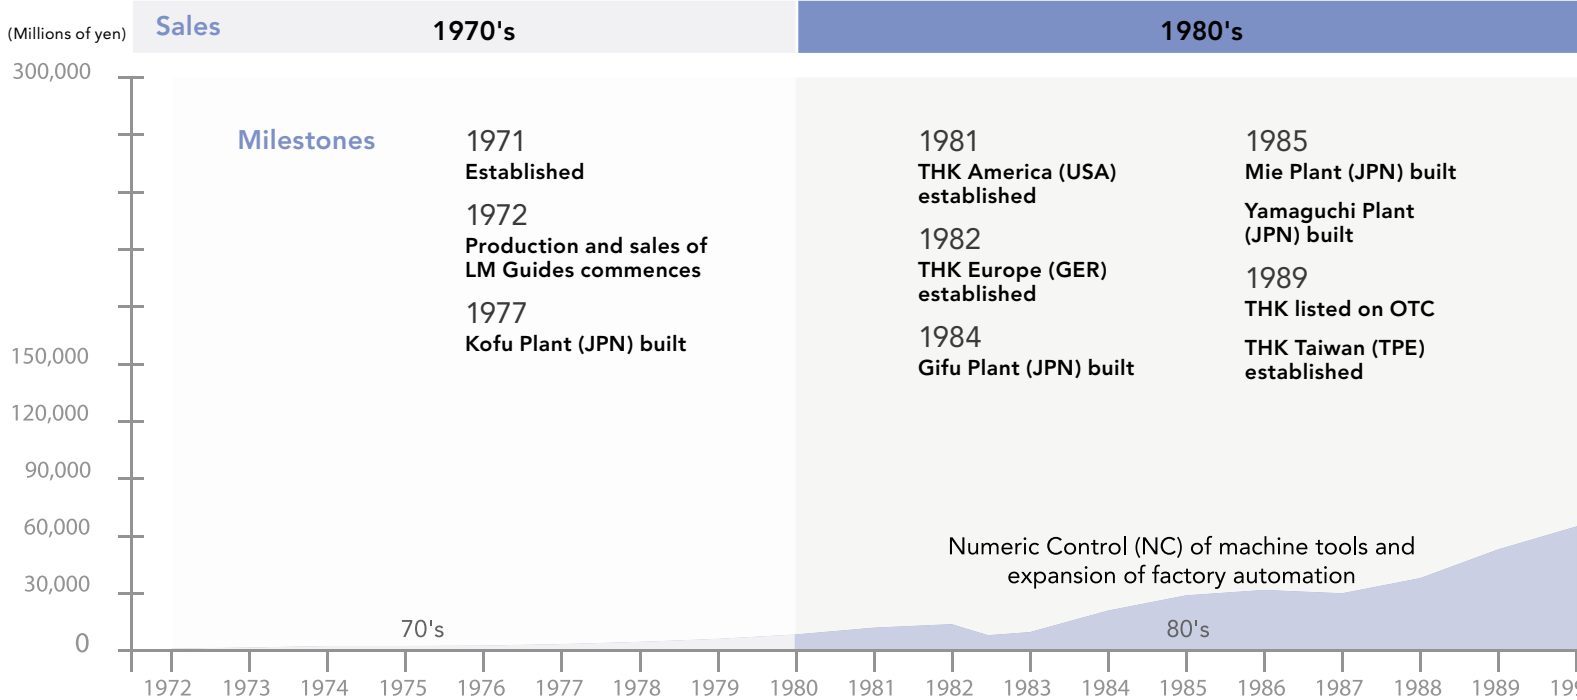 (Millions of yen)
Sales
1970's
1980's
300,000
150,000
120,000
90,000
60,000
30,000
0
Milestones
1971
Established
1972
Production and sales of
LM Guides commences
1977
Kofu Plant (JPN) built
1981
THK America (USA)
established
1982
THK Europe (GER)
established
1984
Gifu Plant (JPN) built
1985
Mie Plant (JPN) built
Yamaguchi Plant
(JPN) built
1989
THK listed on OTC
THK Taiwan (TPE)
established
Numeric Control (NC) of machine tools and
expansion of factory automation
70's
80's
1972 1973 1974 1975 1976 1977 1978 1979 1980 1981 1982 1983 1984 1985 1986 1987 1988 1989